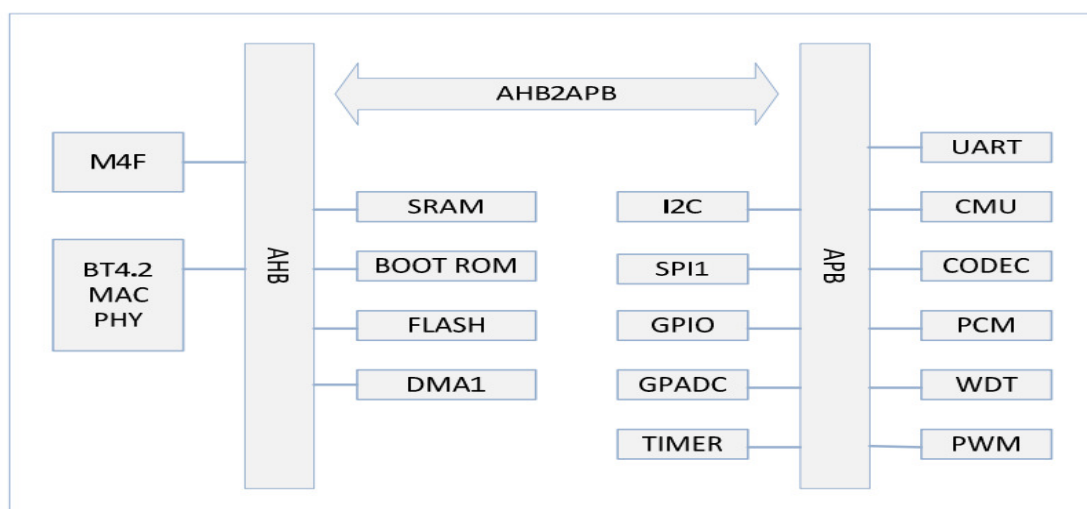 AHB2APB
M4F
BT4.2
MAC
PHY
AHB
SRAM
BOOT ROM
FLASH
DMA1
I2C
SPI1
GPIO
GPADC
TIMER
APB
UART
CMU
CODEC
PCM
WDT
PWM